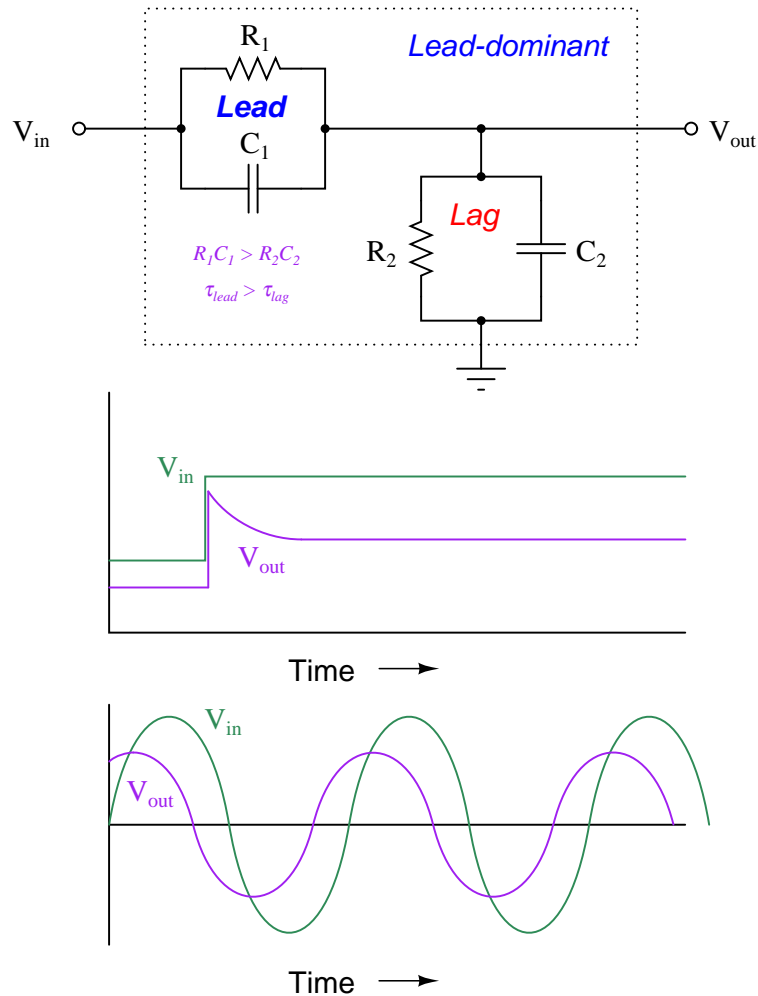 R1
Lead-dominant
Lead
Vin
C1
Vout
Lag
R2
C2
R1C1 > R2C2
τlead > τlag
Vin
Vout
Time
Vin
Vout
Time